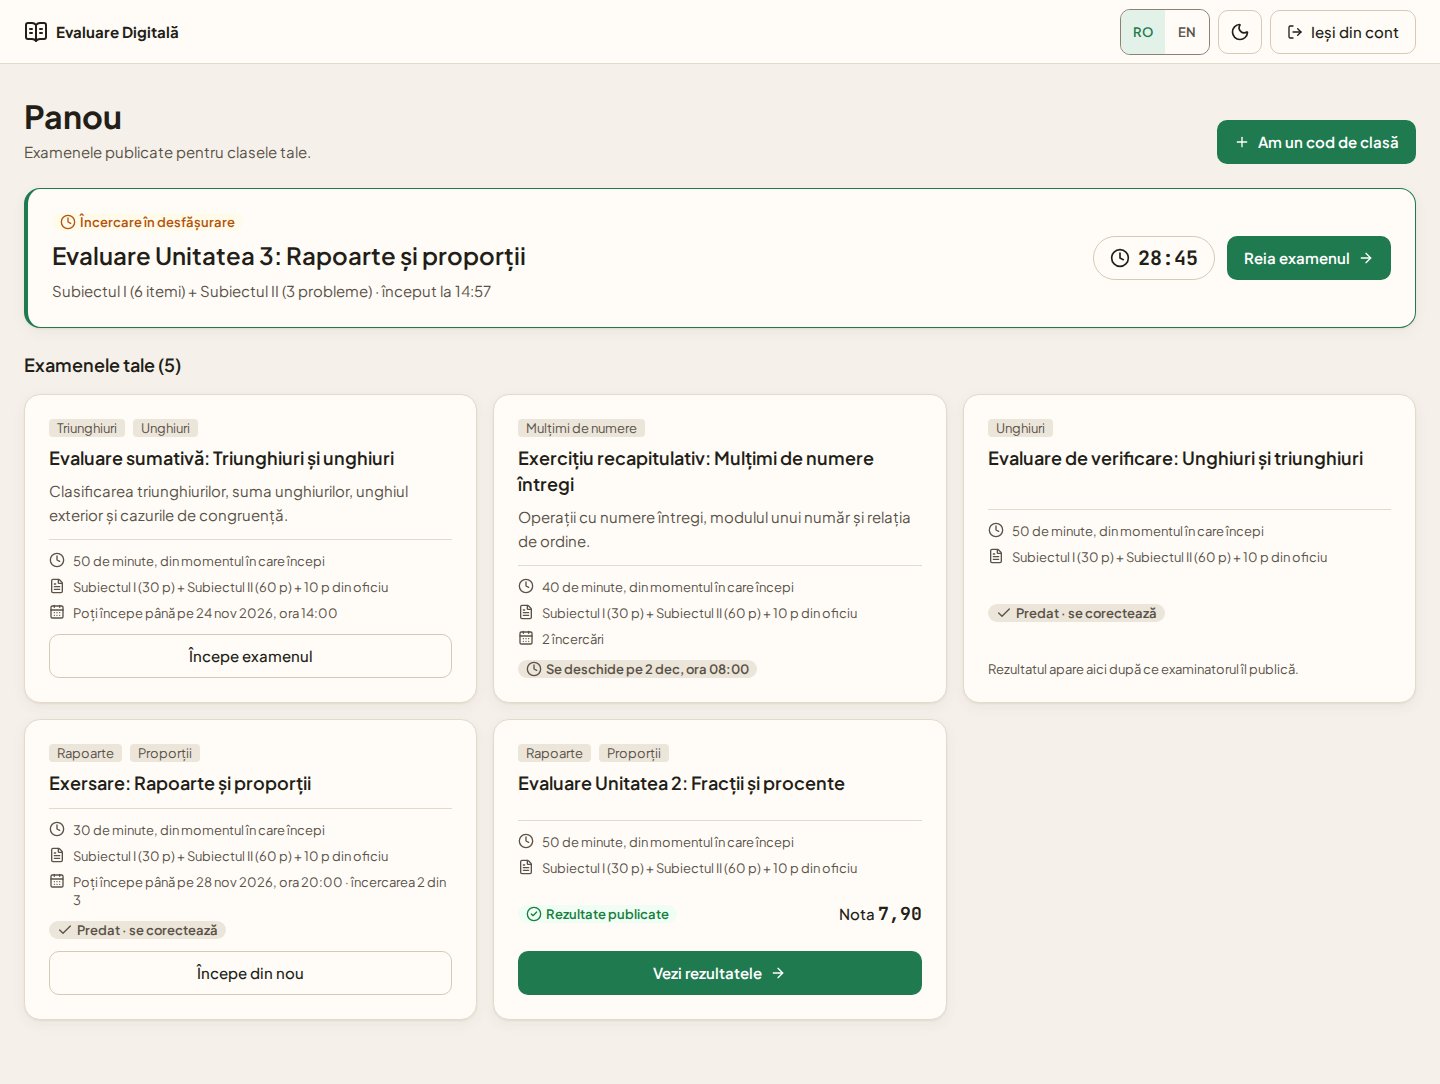 Evaluare Digitală
RO EN
Ieși din cont
Panou
Examenele publicate pentru clasele tale.
Am un cod de clasă
Încercare în desfășurare
Evaluare Unitatea 3: Rapoarte și proporții
Subiectul I (6 itemi) + Subiectul II (3 probleme) · început la 14:57
28:45
Reia examenul
Examenele tale (5)
Triunghiuri Unghiuri
Evaluare sumativă: Triunghiuri și unghiuri
Clasificarea triunghiurilor, suma unghiurilor, unghiul
exterior și cazurile de congruență.
50 de minute, din momentul în care începi
Subiectul I (30 p) + Subiectul II (60 p) + 10 p din oficiu
Poți începe până pe 24 nov 2026, ora 14:00
Începe examenul
Mulțimi de numere
Exercițiu recapitulativ: Mulțimi de numere
întregi
Operații cu numere întregi, modulul unui număr și relația
de ordine.
40 de minute, din momentul în care începi
Subiectul I (30 p) + Subiectul II (60 p) + 10 p din oficiu
2 încercări
Se deschide pe 2 dec, ora 08:00
Unghiuri
Evaluare de verificare: Unghiuri și triunghiuri
50 de minute, din momentul în care începi
Subiectul I (30 p) + Subiectul II (60 p) + 10 p din oficiu
Predat · se corectează
Rezultatul apare aici după ce examinatorul îl publică.
Rapoarte Proporții
Exersare: Rapoarte și proporții
30 de minute, din momentul în care începi
Subiectul I (30 p) + Subiectul II (60 p) + 10 p din oficiu
Poți începe până pe 28 nov 2026, ora 20:00 · încercarea 2 din
3
Predat · se corectează
Începe din nou
Rapoarte Proporții
Evaluare Unitatea 2: Fracții și procente
50 de minute, din momentul în care începi
Subiectul I (30 p) + Subiectul II (60 p) + 10 p din oficiu
Rezultate publicate
Nota 7,90
Vezi rezultatele